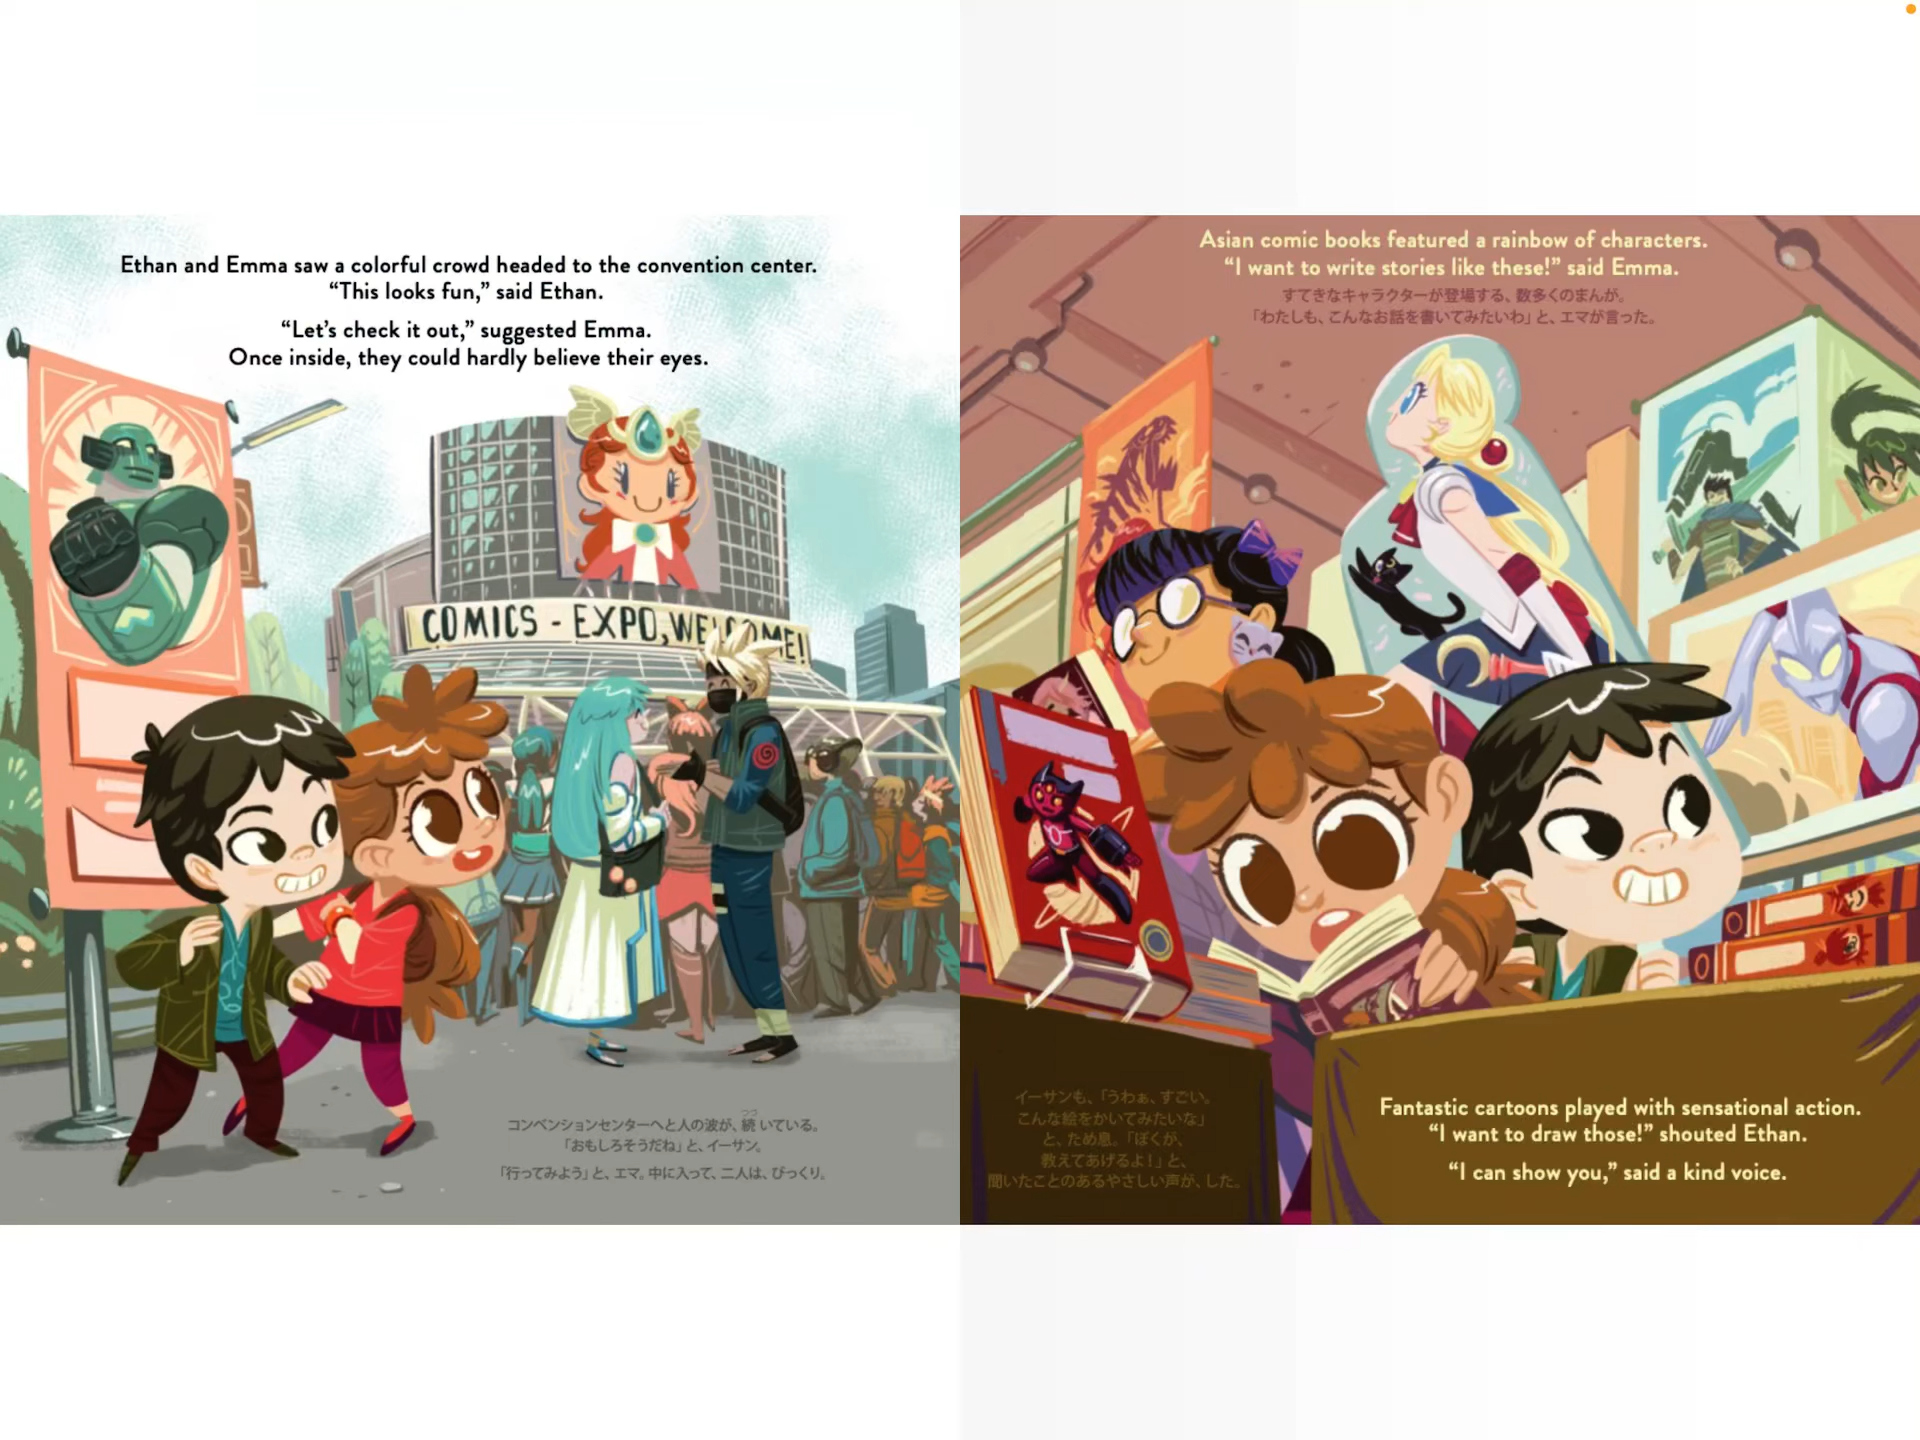 Ethan and Emma saw a colorful crowd headed to the convention center.
“This looks fun,” said Ethan.
“Let’s check it out,” suggested Emma.
Once inside, they could hardly believe their eyes.
COMICS - EXPO, WELCOME!
コンベンションセンターへと人の波が、続いている。
つづ
「おもしろそうだね」と、イーサン。
「行ってみよう」と、エマ。中に入って、二人は、びっくり。
Asian comic books featured a rainbow of characters.
“I want to write stories like these!” said Emma.
すてきなキャラクターが登場する、数多くのまんが。
「わたしも、こんなお話を書いてみたいわ」と、エマが言った。
イーサンも、「うわぁ、すごい。
こんな絵をかいてみたいな」
と、ため息。「ぼくが、
教えてあげるよ！」と、
聞いたことのあるやさしい声が、した。
Fantastic cartoons played with sensational action.
“I want to draw those!” shouted Ethan.
“I can show you,” said a kind voice.